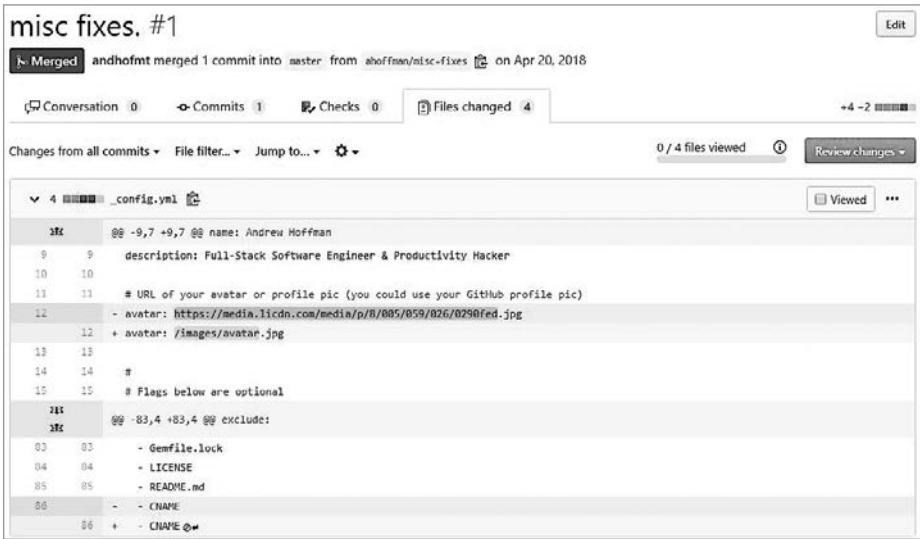 misc fixes. #1
Edit
Merged andhofmt merged 1 commit into master from ahoffman/misc-fixes on Apr 20, 2018
Conversation 0 Commits 1 Checks 0 Files changed 4 +4 −2
Changes from all commits File filter... Jump to... 0 / 4 files viewed Review changes
4 _config.yml Viewed ...
@@ -9,7 +9,7 @@ name: Andrew Hoffman
9 9 description: Full-Stack Software Engineer & Productivity Hacker
10 10
11 11 # URL of your avatar or profile pic (you could use your GitHub profile pic)
12 - avatar: https://media.licdn.com/media/p/8/005/059/026/0290fed.jpg
12 + avatar: /images/avatar.jpg
13 13
14 14 #
15 15 # Flags below are optional
@@ -83,4 +83,4 @@ exclude:
83 83 - Gemfile.lock
84 84 - LICENSE
85 85 - README.md
86 - - CNAME
86 + - CNAME